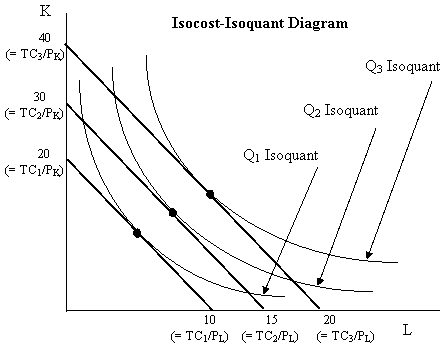 K
Isocost-Isoquant Diagram
40
(= TC3/PK)
Q3 Isoquant
30
(= TC2/PK)
Q2 Isoquant
20
(= TC1/PK)
Q1 Isoquant
10 15 20
(= TC1/PL) (= TC2/PL) (= TC3/PL)
L